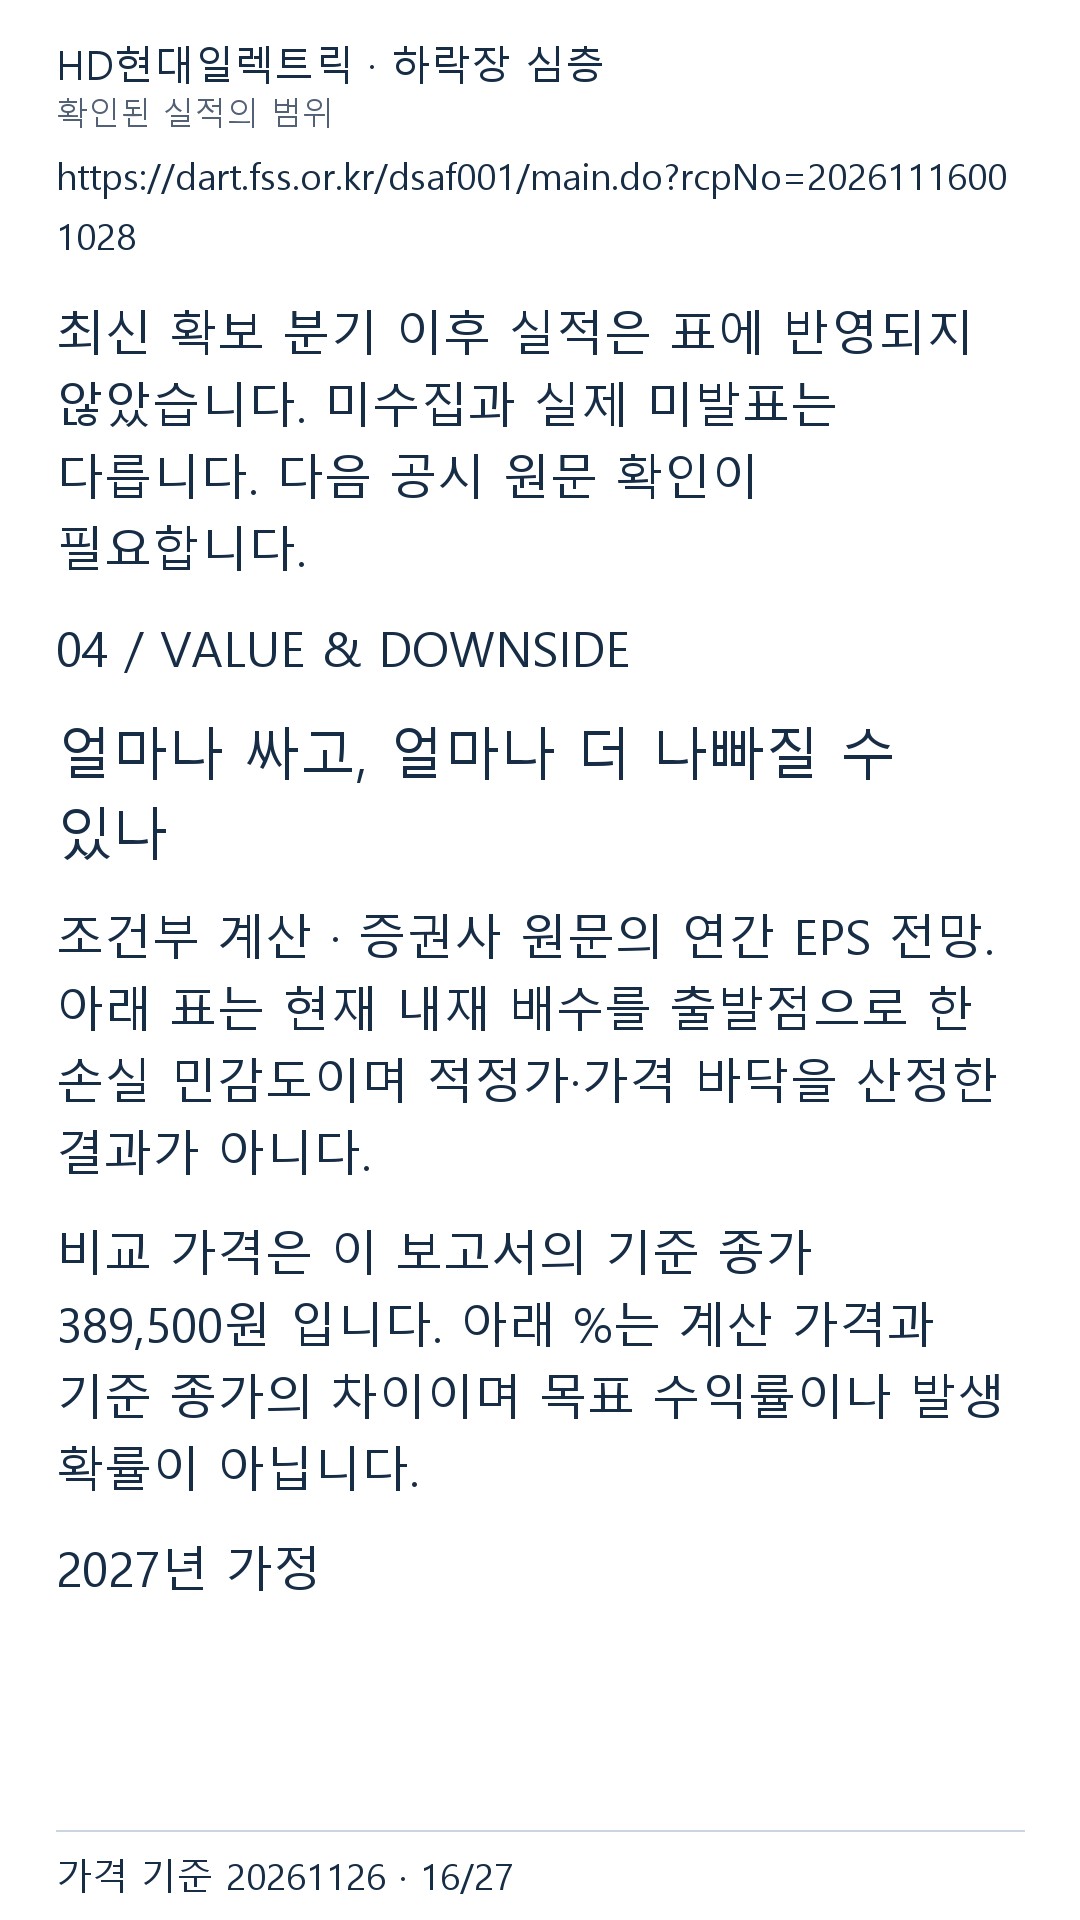 HD현대일렉트릭 · 하락장 심층
확인된 실적의 범위
https://dart.fss.or.kr/dsaf001/main.do?rcpNo=2026111600
1028
최신 확보 분기 이후 실적은 표에 반영되지
않았습니다. 미수집과 실제 미발표는
다릅니다. 다음 공시 원문 확인이
필요합니다.
04 / VALUE & DOWNSIDE
얼마나 싸고, 얼마나 더 나빠질 수
있나
조건부 계산 · 증권사 원문의 연간 EPS 전망.
아래 표는 현재 내재 배수를 출발점으로 한
손실 민감도이며 적정가·가격 바닥을 산정한
결과가 아니다.
비교 가격은 이 보고서의 기준 종가
389,500원 입니다. 아래 %는 계산 가격과
기준 종가의 차이이며 목표 수익률이나 발생
확률이 아닙니다.
2027년 가정
가격 기준 20261126 · 16/27